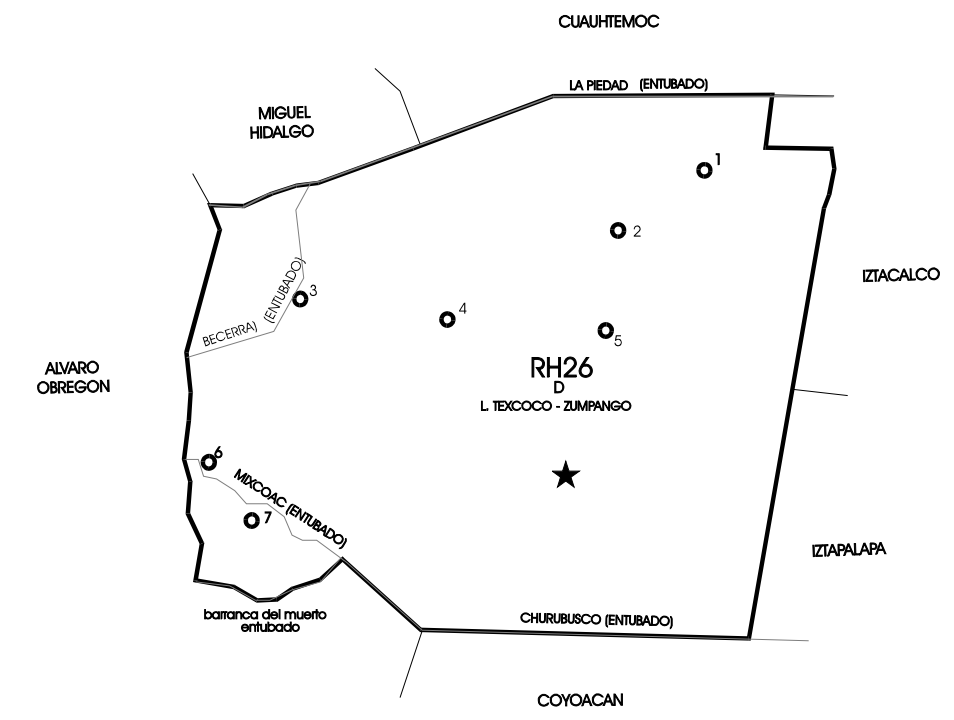 CUAUHTEMOC
LA PIEDAD (ENTUBADO)
MIGUEL
HIDALGO
1
2
IZTACALCO
BECERRA) (ENTUBADO)
3
4
5
RH26
D
L. TEXCOCO - ZUMPANGO
ALVARO
OBREGON
6
MIXCOAC (ENTUBADO)
7
IZTAPALAPA
barranca del muerto
entubado
CHURUBUSCO (ENTUBADO)
COYOACAN